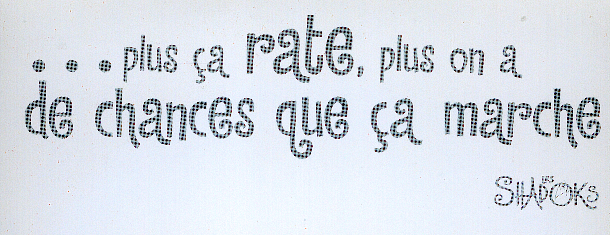 ...plus ça rate, plus on a
de chances que ça marche
SHADOKS